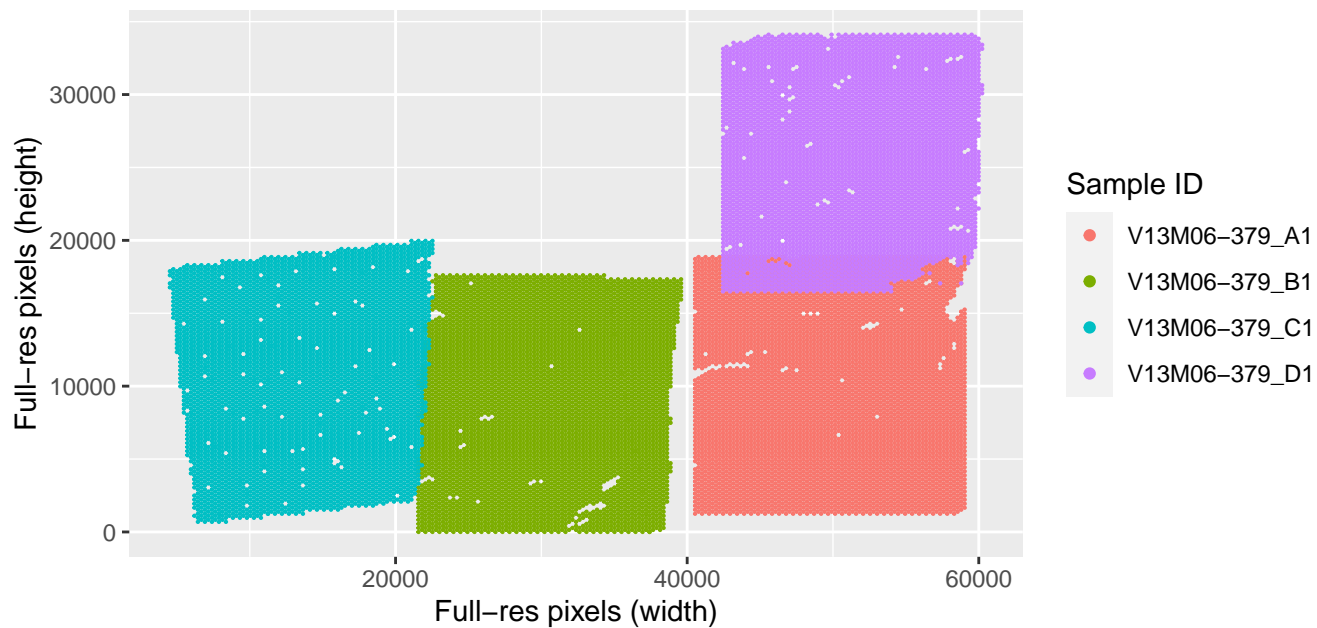 30000
20000
10000
0
Full−res pixels (height)
20000
40000
60000
Full−res pixels (width)
Sample ID
V13M06−379_A1
V13M06−379_B1
V13M06−379_C1
V13M06−379_D1